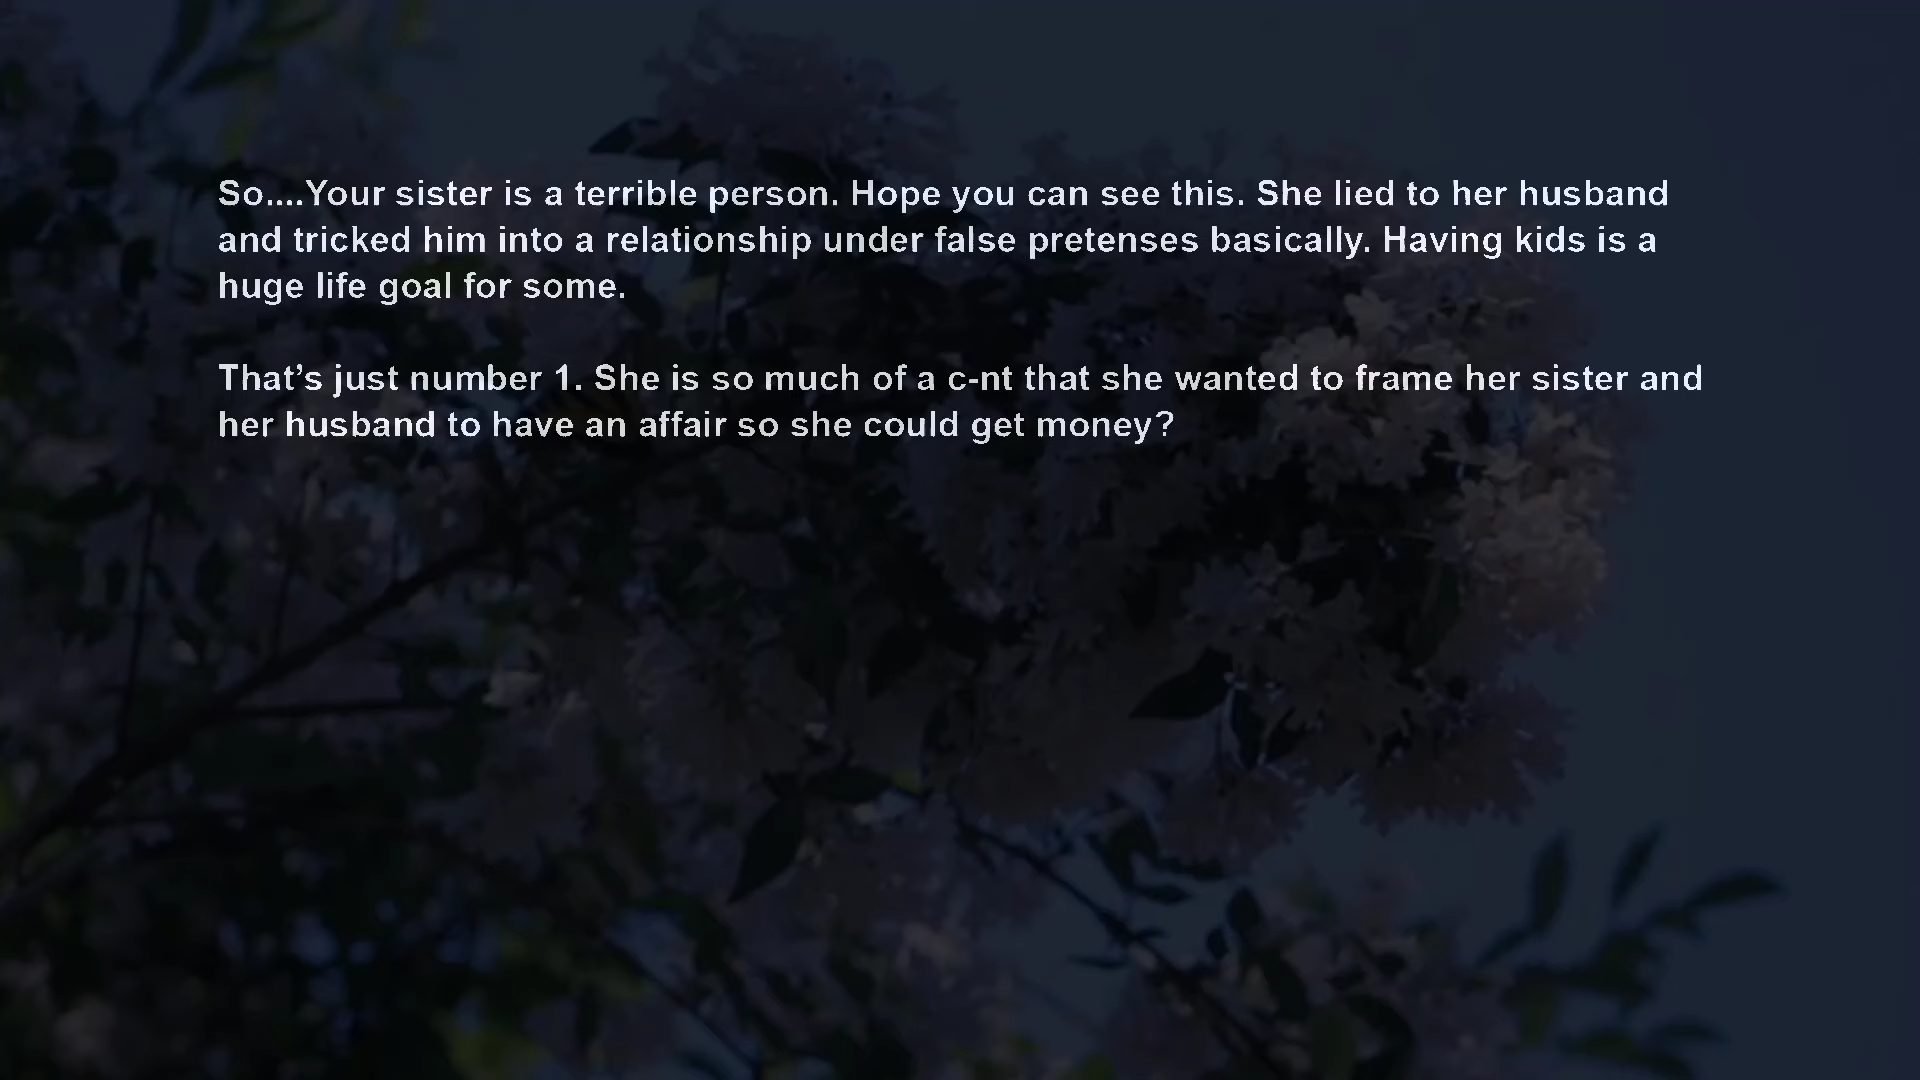 So....Your sister is a terrible person. Hope you can see this. She lied to her husband
and tricked him into a relationship under false pretenses basically. Having kids is a
huge life goal for some.
That’s just number 1. She is so much of a c-nt that she wanted to frame her sister and
her husband to have an affair so she could get money?